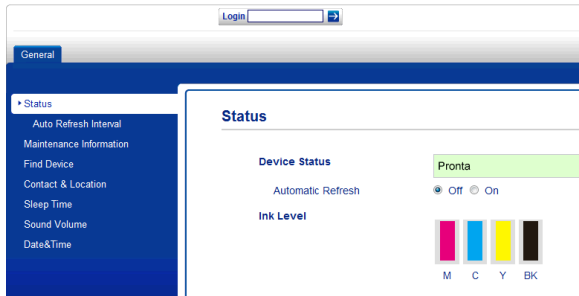 Login
General
Status
Auto Refresh Interval
Maintenance Information
Find Device
Contact & Location
Sleep Time
Sound Volume
Date&Time
Status
Device Status Pronta
Automatic Refresh Off On
Ink Level
M C Y BK